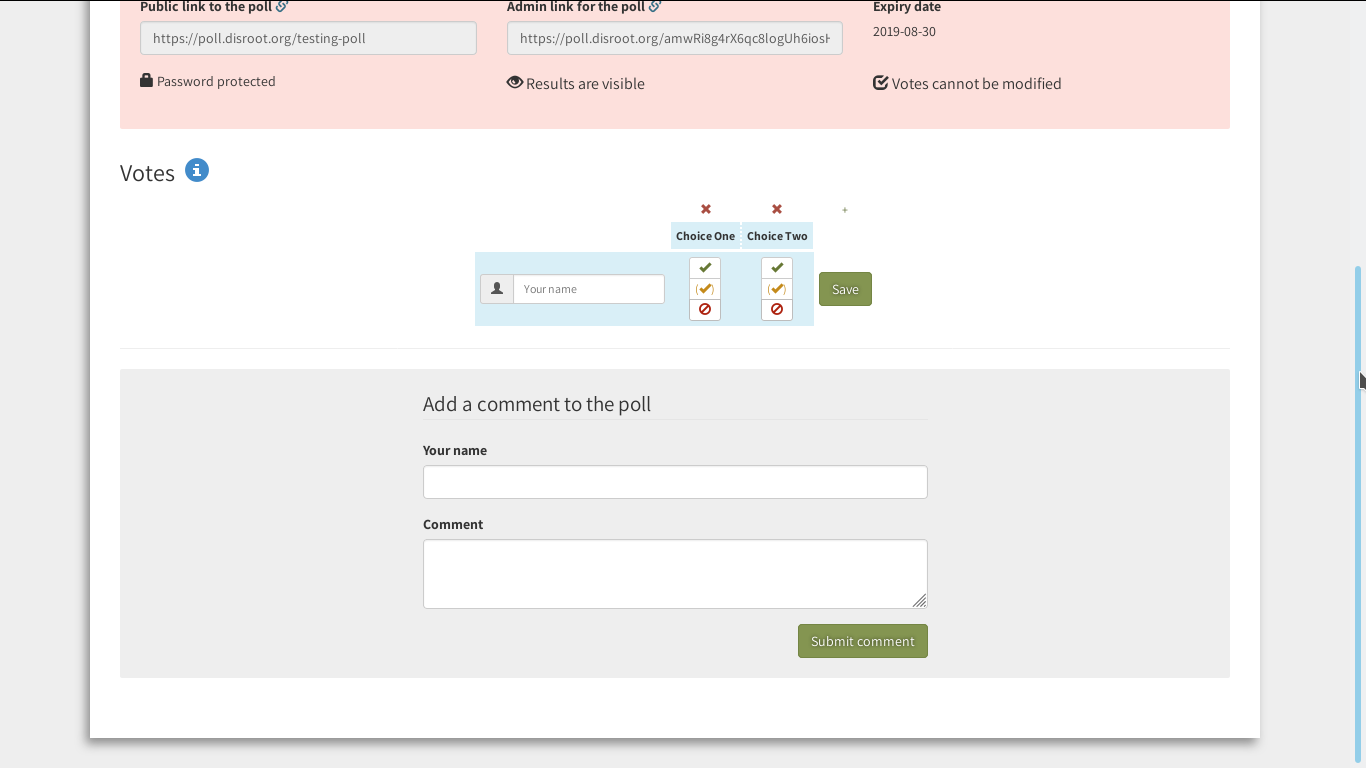 Public link to the poll
Admin link for the poll
Expiry date
https://poll.disroot.org/testing-poll
https://poll.disroot.org/amwRi8g4rX6qc8logUh6iosH
2019-08-30
Password protected
Results are visible
Votes cannot be modified
Votes
+
Choice One
Choice Two
Your name
Save
Add a comment to the poll
Your name
Comment
Submit comment